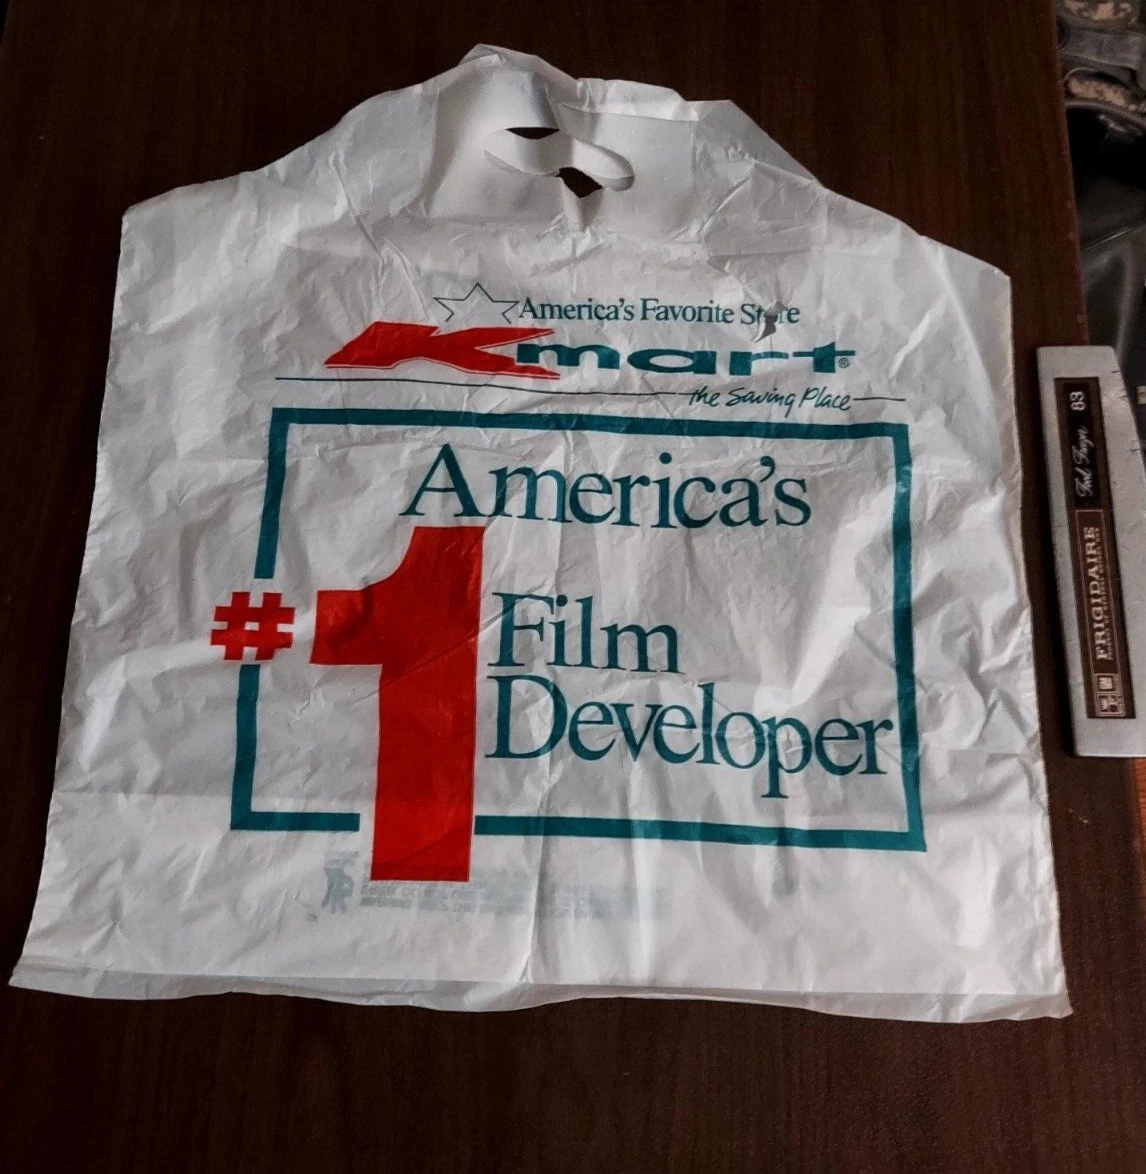 America's Favorite Store
Kmart®
the Saving Place
America's
#1
Film
Developer
83
FRIGIDAIRE